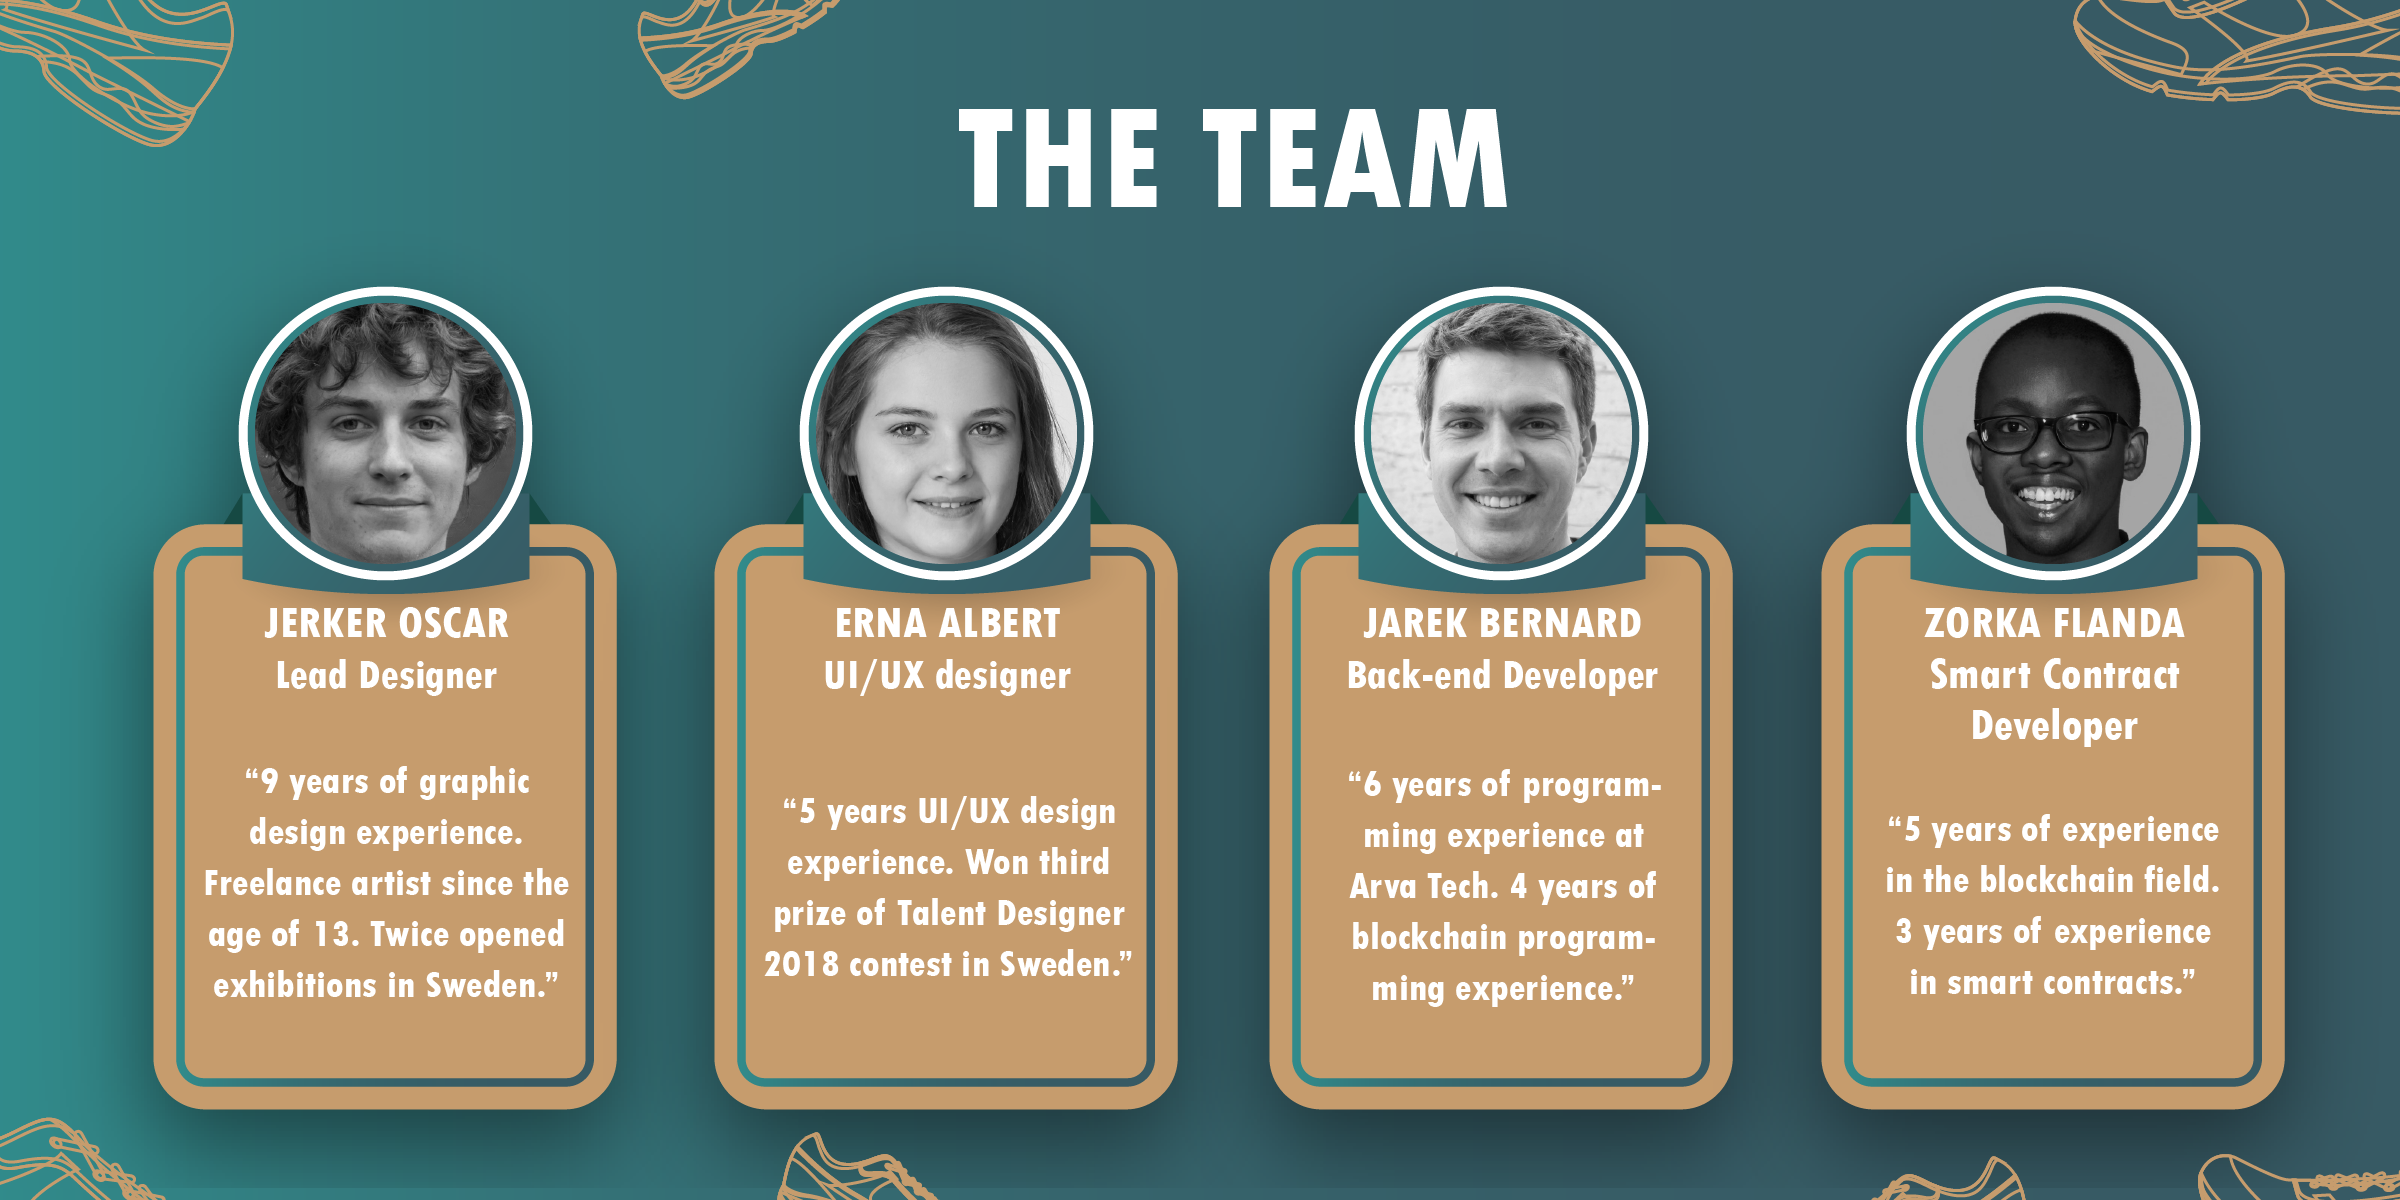 THE TEAM
JERKER OSCAR
Lead Designer
“9 years of graphic
design experience.
Freelance artist since the
age of 13. Twice opened
exhibitions in Sweden.”
ERNA ALBERT
UI/UX designer
“5 years UI/UX design
experience. Won third
prize of Talent Designer
2018 contest in Sweden.”
JAREK BERNARD
Back-end Developer
“6 years of program-
ming experience at
Arva Tech. 4 years of
blockchain program-
ming experience.”
ZORKA FLANDA
Smart Contract
Developer
“5 years of experience
in the blockchain field.
3 years of experience
in smart contracts.”